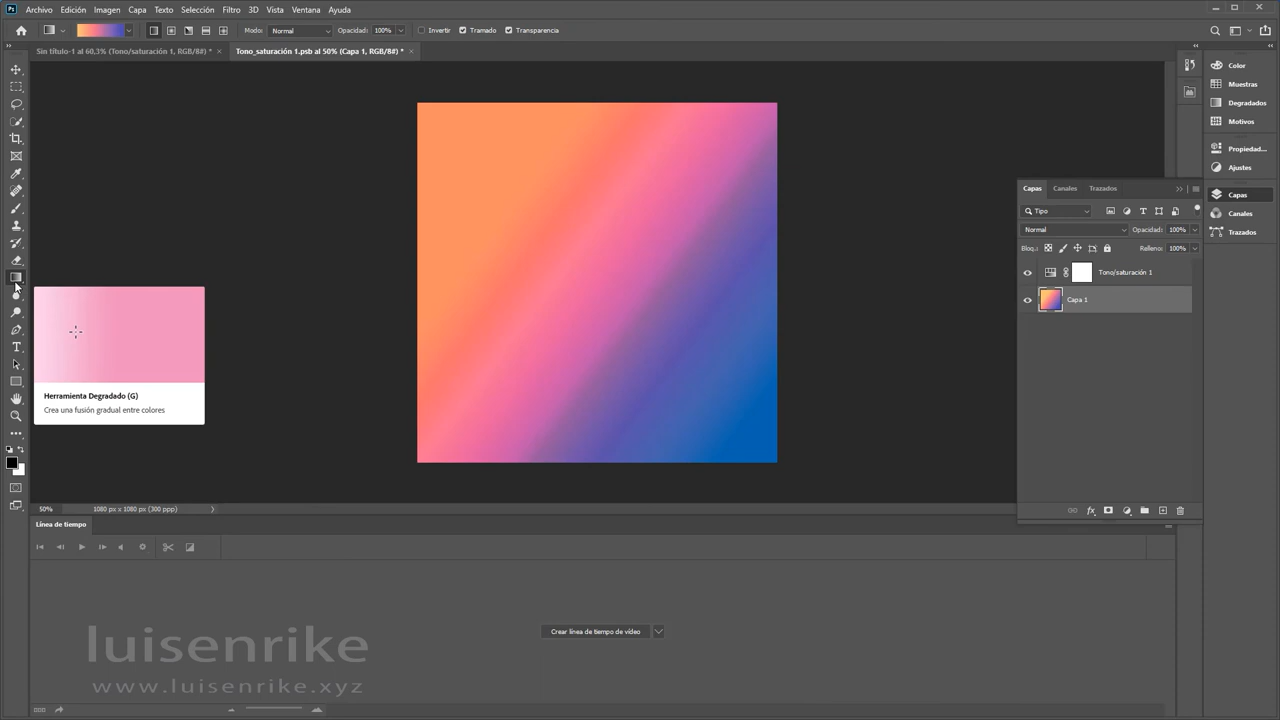 Ps Archivo Edición Imagen Capa Texto Selección Filtro 3D Vista Ventana Ayuda
Modo: Normal Opacidad: 100% Invertir Tramado Transparencia
Sin título-1 al 60,3% (Tono/saturación 1, RGB/8#) * × Tono_saturación 1.psb al 50% (Capa 1, RGB/8#) * ×
Color
Muestras
Degradados
Motivos
Propiedad...
Ajustes
Capas
Canales
Trazados
Capas Canales Trazados
Tipo
Normal Opacidad: 100%
Bloq.: Relleno: 100%
Tono/saturación 1
Capa 1
fx
Herramienta Degradado (G)
Crea una fusión gradual entre colores
50% 1080 px x 1080 px (300 ppp)
Línea de tiempo
Crear línea de tiempo de vídeo
luisenrike
www.luisenrike.xyz